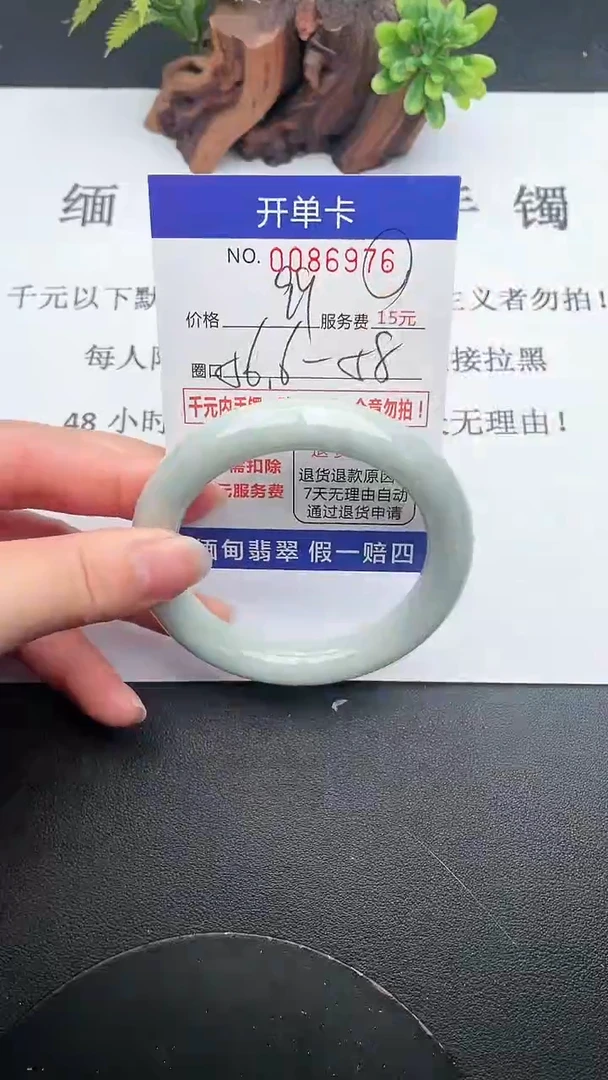 开单卡
NO. 0086976
缅 手 镯
千元以下默 主义者勿拍!
价格 99 服务费 15元
每人限 接拉黑
圈口 56.6-58
千元内手镯 介意勿拍!
48 小时 无理由!
需扣除
元服务费
退货退款原因
7天无理由自动
通过退货申请
缅甸翡翠 假一赔四